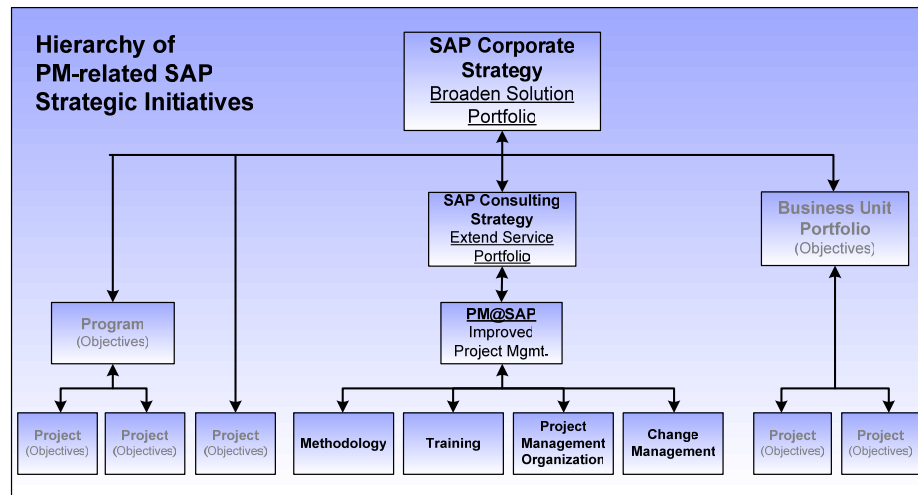 Hierarchy of
PM-related SAP
Strategic Initiatives
SAP Corporate
Strategy
Broaden Solution
Portfolio
SAP Consulting
Strategy
Extend Service
Portfolio
Business Unit
Portfolio
(Objectives)
Program
(Objectives)
PM@SAP
Improved
Project Mgmt.
Project
(Objectives)
Project
(Objectives)
Project
(Objectives)
Methodology
Training
Project
Management
Organization
Change
Management
Project
(Objectives)
Project
(Objectives)